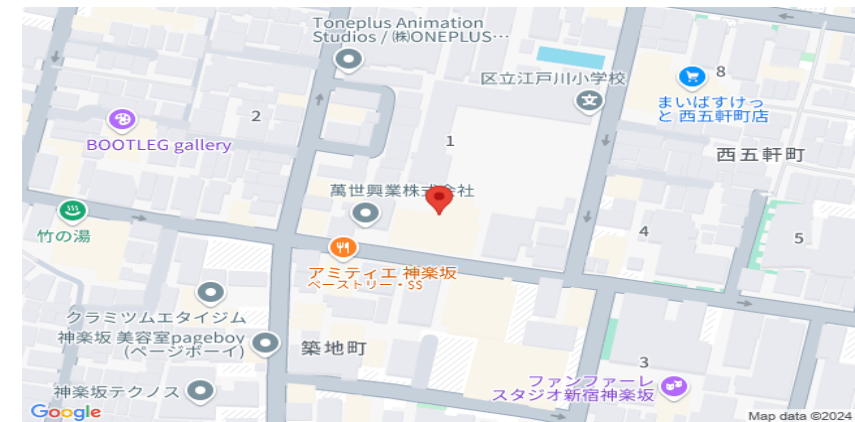 Toneplus Animation
Studios / ㈱ONEPLUS…
区立江戸川小学校
文
8
まいばすけっ
と 西五軒町店
2
BOOTLEG gallery
1
西五軒町
萬世興業株式会社
竹の湯
4
5
アミティエ 神楽坂
ペーストリー・SS
クラミツムエタイジム
神楽坂 美容室pageboy
(ページボーイ)
築地町
3
ファンファーレ
スタジオ新宿神楽坂
神楽坂テクノス
Google
Map data ©2024